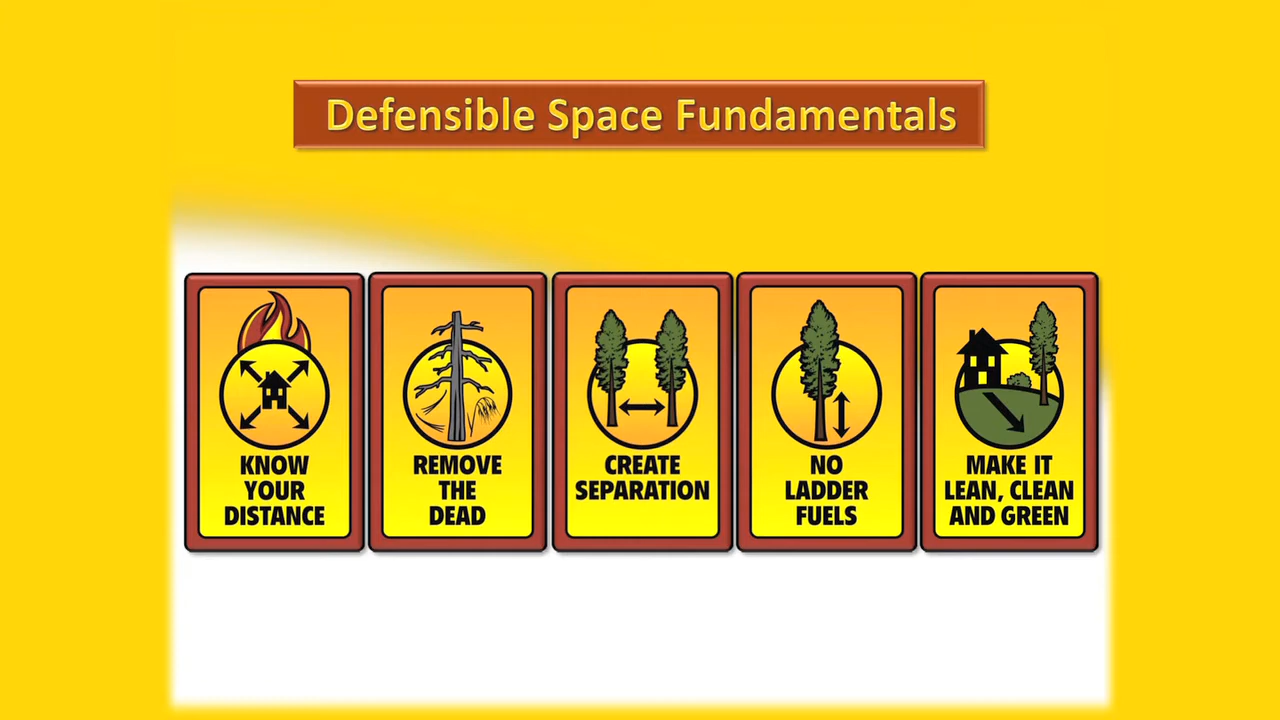 Defensible Space Fundamentals
KNOW
YOUR
DISTANCE
REMOVE
THE
DEAD
CREATE
SEPARATION
NO
LADDER
FUELS
MAKE IT
LEAN, CLEAN
AND GREEN